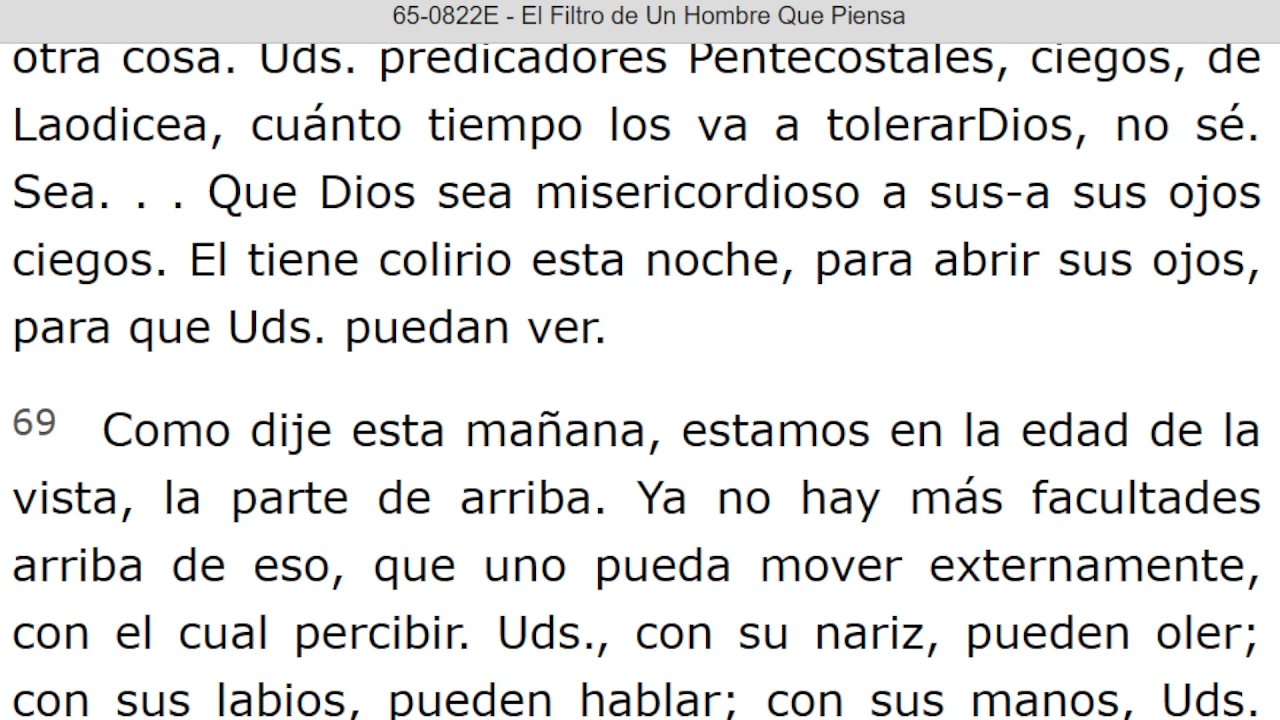 65-0822E - El Filtro de Un Hombre Que Piensa
otra cosa. Uds. predicadores Pentecostales, ciegos, de
Laodicea, cuánto tiempo los va a tolerarDios, no sé.
Sea. . . Que Dios sea misericordioso a sus-a sus ojos
ciegos. El tiene colirio esta noche, para abrir sus ojos,
para que Uds. puedan ver.
69 Como dije esta mañana, estamos en la edad de la
vista, la parte de arriba. Ya no hay más facultades
arriba de eso, que uno pueda mover externamente,
con el cual percibir. Uds., con su nariz, pueden oler;
con sus labios, pueden hablar; con sus manos, Uds.